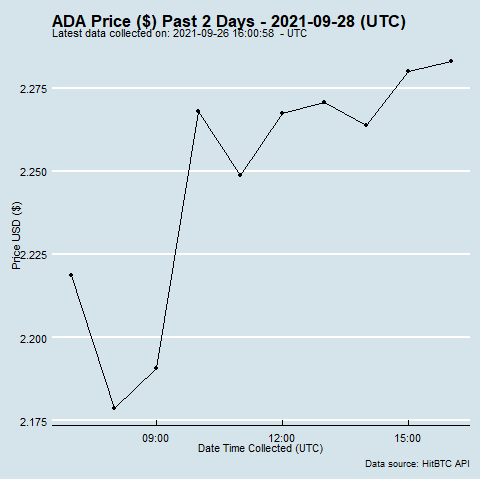 ADA Price ($) Past 2 Days - 2021-09-28 (UTC)
Latest data collected on: 2021-09-26 16:00:58 - UTC
2.275
2.250
2.225
2.200
2.175
Price USD ($)
09:00 12:00 15:00
Date Time Collected (UTC)
Data source: HitBTC API